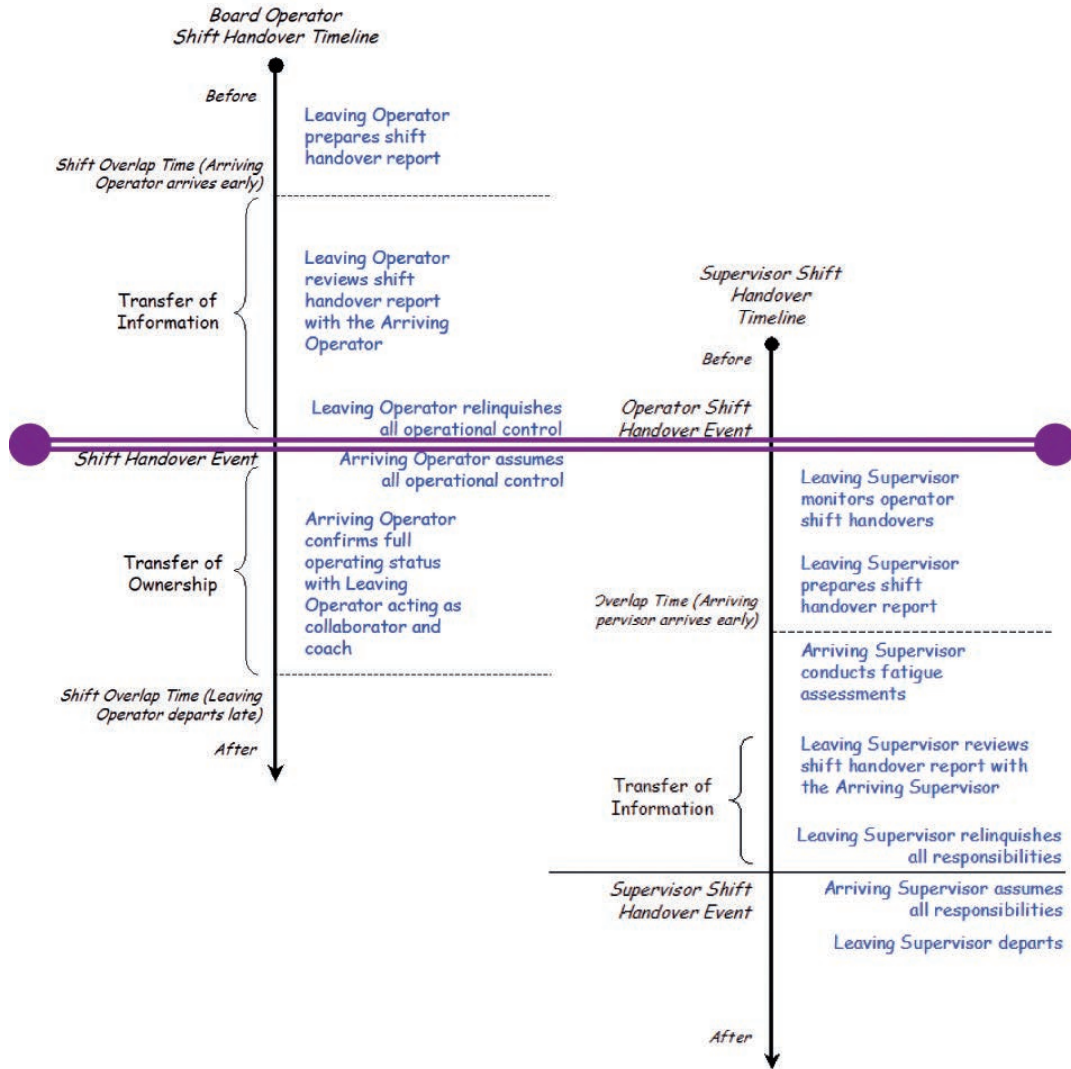 Board Operator
Shift Handover Timeline
Before
Leaving Operator
prepares shift
handover report
Shift Overlap Time (Arriving
Operator arrives early)
Transfer of
Information
Leaving Operator
reviews shift
handover report
with the Arriving
Operator
Leaving Operator relinquishes
all operational control
Shift Handover Event
Arriving Operator assumes
all operational control
Transfer of
Ownership
Arriving Operator
confirms full
operating status
with Leaving
Operator acting as
collaborator and
coach
Shift Overlap Time (Leaving
Operator departs late)
After
Supervisor Shift
Handover
Timeline
Before
Operator Shift
Handover Event
Leaving Supervisor
monitors operator
shift handovers
Leaving Supervisor
prepares shift
handover report
Overlap Time (Arriving
pervisor arrives early)
Arriving Supervisor
conducts fatigue
assessments
Transfer of
Information
Leaving Supervisor reviews
shift handover report with
the Arriving Supervisor
Leaving Supervisor relinquishes
all responsibilities
Supervisor Shift
Handover Event
Arriving Supervisor assumes
all responsibilities
Leaving Supervisor departs
After